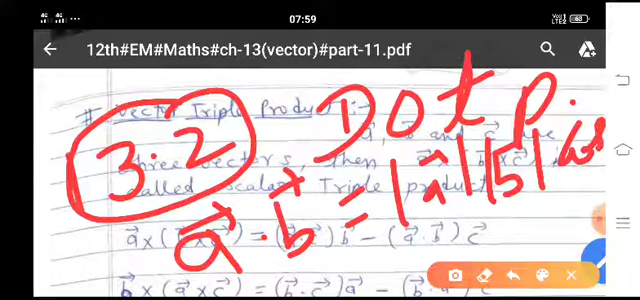 07:59
12th#EM#Maths#ch-13(vector)#part-11.pdf
# Vector Triple Product :-
3.2 Dot P.
three vectors, then
called Scalar Triple product
a⃗ · b⃗ = |a⃗||b⃗| cos
a⃗ × (b⃗ × c⃗) = (a⃗ · c⃗) b⃗ − (a⃗ · b⃗) c⃗
b⃗ × (a⃗ × c⃗) = (b⃗ · c⃗) a⃗ −